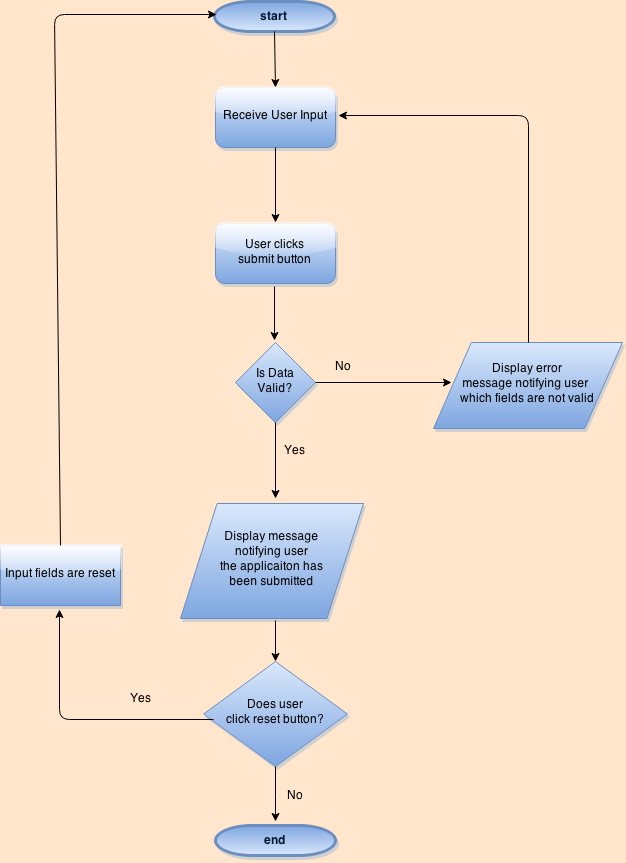 start
Receive User Input
User clicks
submit button
Is Data
Valid?
No
Display error
message notifying user
which fields are not valid
Yes
Display message
notifying user
the applicaiton has
been submitted
Input fields are reset
Does user
click reset button?
Yes
No
end